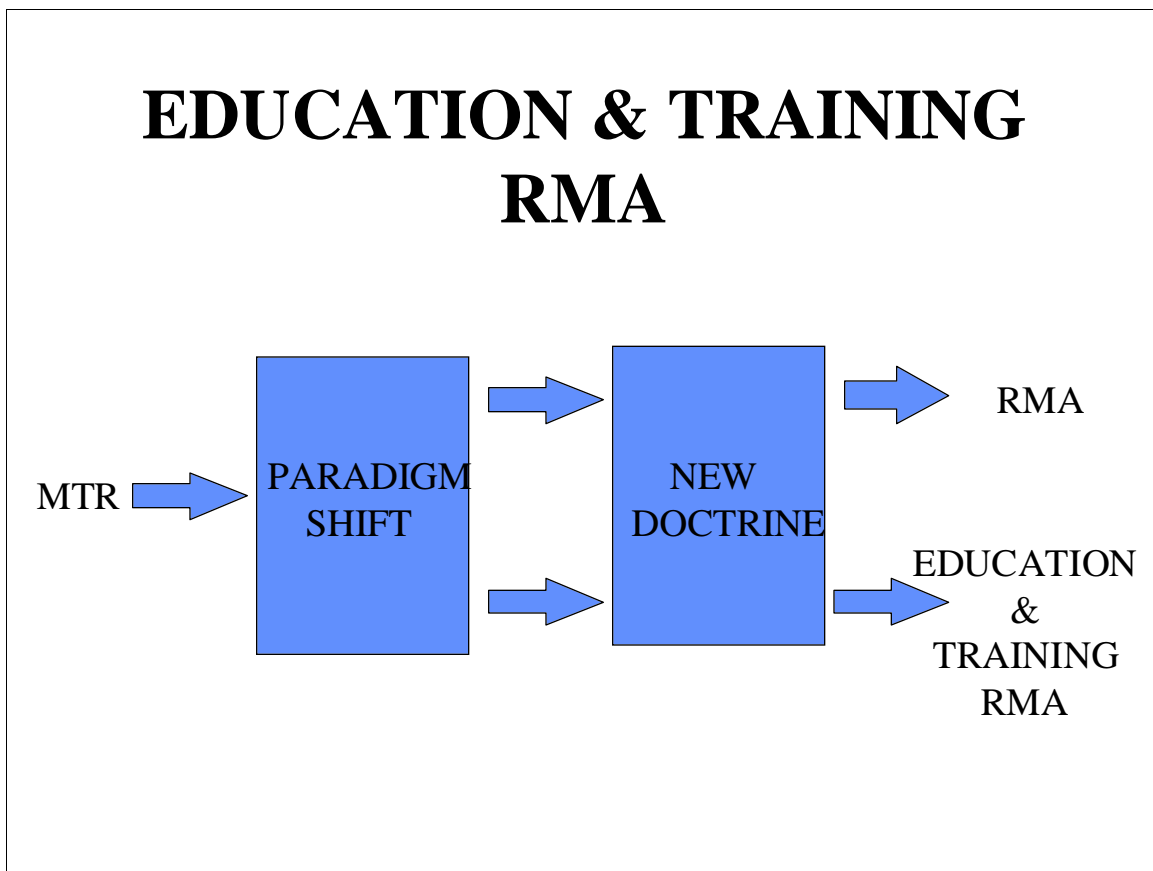 EDUCATION & TRAINING
RMA
MTR
PARADIGM
SHIFT
NEW
DOCTRINE
RMA
EDUCATION
&
TRAINING
RMA